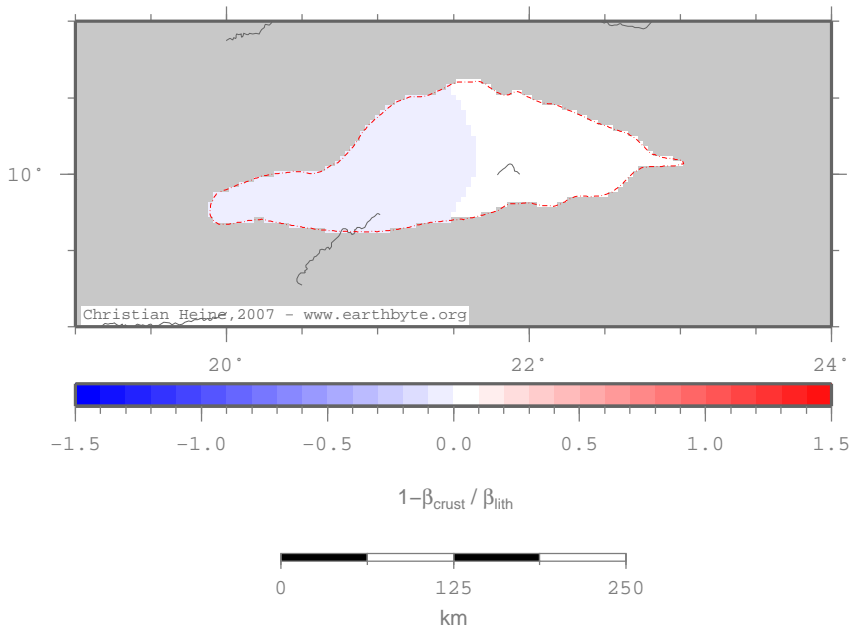 10°
Christian Heine,2007 - www.earthbyte.org
20° 22° 24°
-1.5 -1.0 -0.5 0.0 0.5 1.0 1.5
1-βcrust / βlith
0 125 250
km